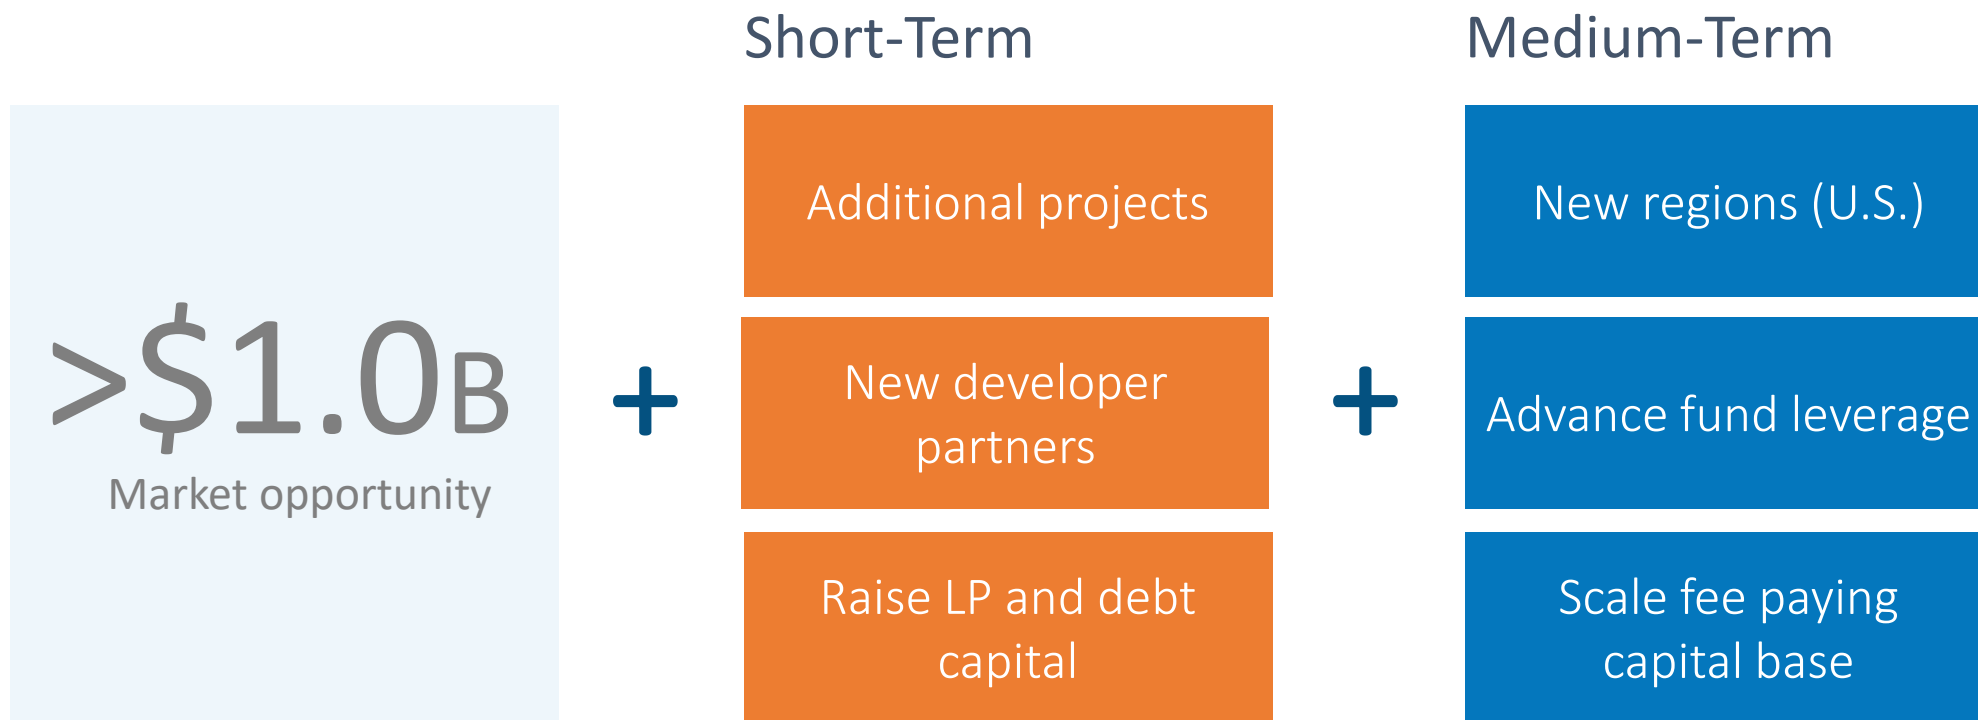 >$1.0B
Market opportunity
+
Short-Term
Additional projects
New developer
partners
Raise LP and debt
capital
+
Medium-Term
New regions (U.S.)
Advance fund leverage
Scale fee paying
capital base